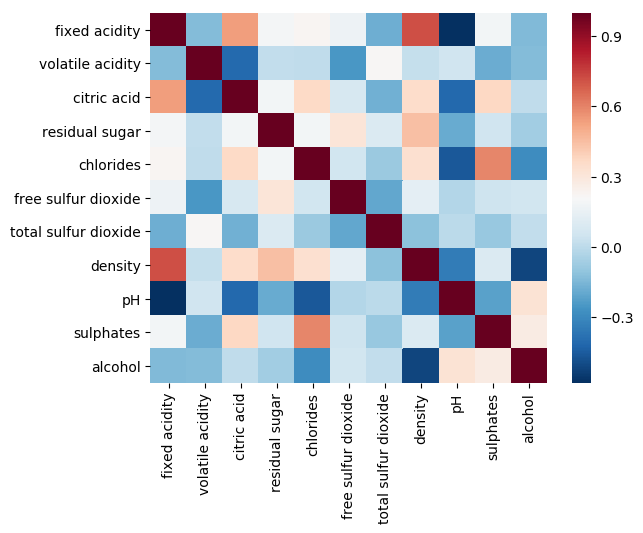 fixed acidity
volatile acidity
citric acid
residual sugar
chlorides
free sulfur dioxide
total sulfur dioxide
density
pH
sulphates
alcohol
fixed acidity
volatile acidity
citric acid
residual sugar
chlorides
free sulfur dioxide
total sulfur dioxide
density
pH
sulphates
alcohol
0.9
0.6
0.3
0.0
−0.3